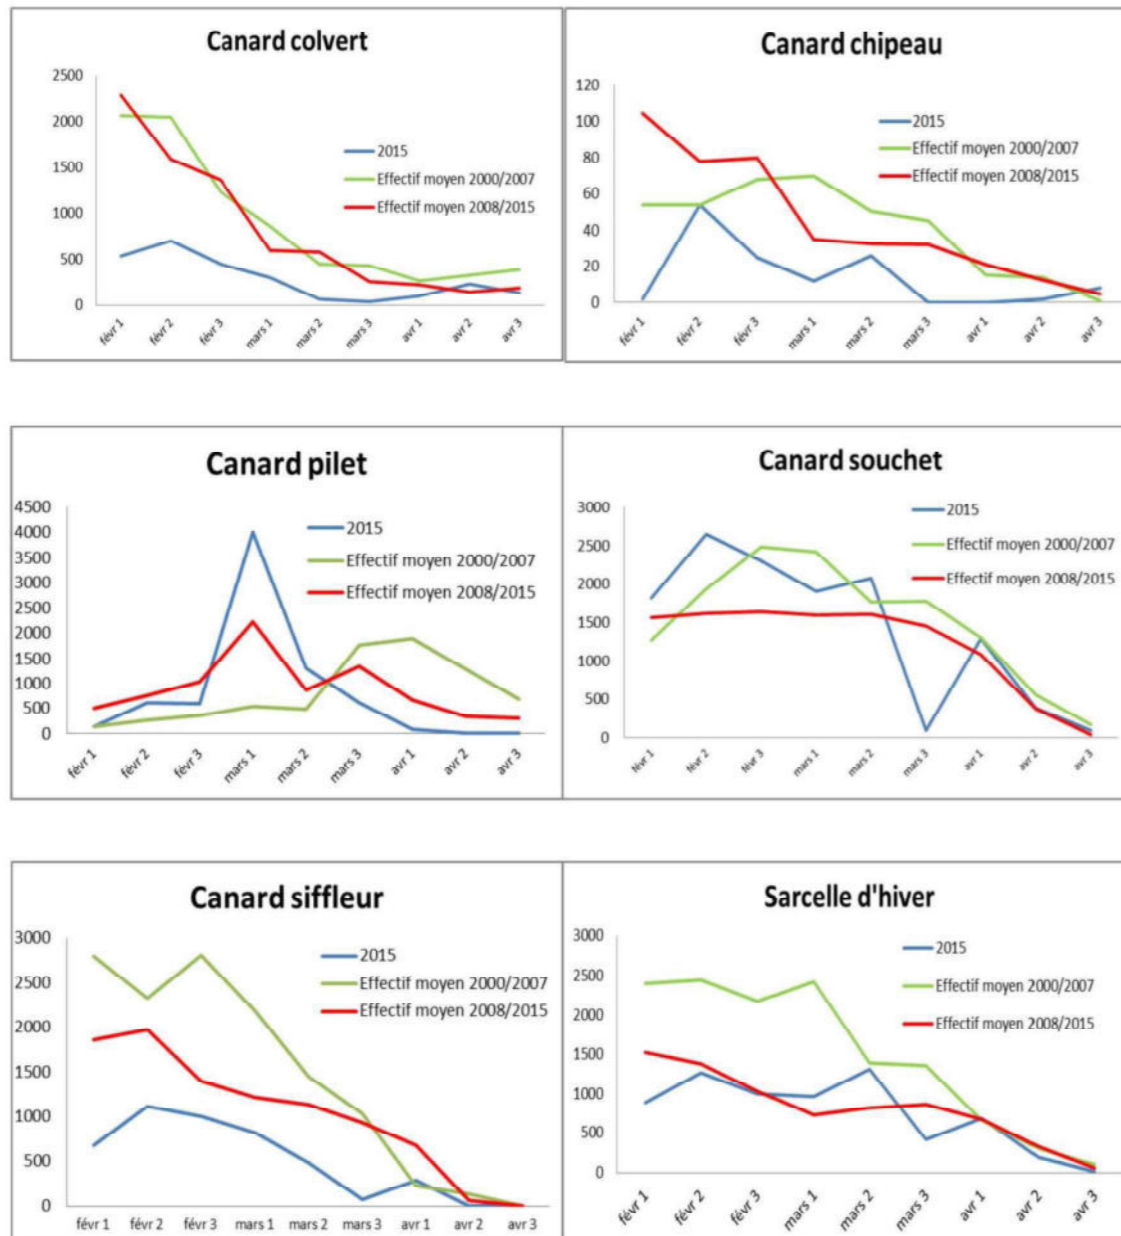 Canard colvert
2500
2000
1500
1000
500
0
2015
Effectif moyen 2000/2007
Effectif moyen 2008/2015
févr 1
févr 2
févr 3
mars 1
mars 2
mars 3
avr 1
avr 2
avr 3
Canard chipeau
120
100
80
60
40
20
0
2015
Effectif moyen 2000/2007
Effectif moyen 2008/2015
févr 1
févr 2
févr 3
mars 1
mars 2
mars 3
avr 1
avr 2
avr 3
Canard pilet
4500
4000
3500
3000
2500
2000
1500
1000
500
0
2015
Effectif moyen 2000/2007
Effectif moyen 2008/2015
févr 1
févr 2
févr 3
mars 1
mars 2
mars 3
avr 1
avr 2
avr 3
Canard souchet
3000
2500
2000
1500
1000
500
0
2015
Effectif moyen 2000/2007
Effectif moyen 2008/2015
févr 1
févr 2
févr 3
mars 1
mars 2
mars 3
avr 1
avr 2
avr 3
Canard siffleur
3000
2500
2000
1500
1000
500
0
2015
Effectif moyen 2000/2007
Effectif moyen 2008/2015
févr 1 févr 2 févr 3 mars 1 mars 2 mars 3 avr 1 avr 2 avr 3
Sarcelle d'hiver
3000
2500
2000
1500
1000
500
0
2015
Effectif moyen 2000/2007
Effectif moyen 2008/2015
févr 1
févr 2
févr 3
mars 1
mars 2
mars 3
avr 1
avr 2
avr 3